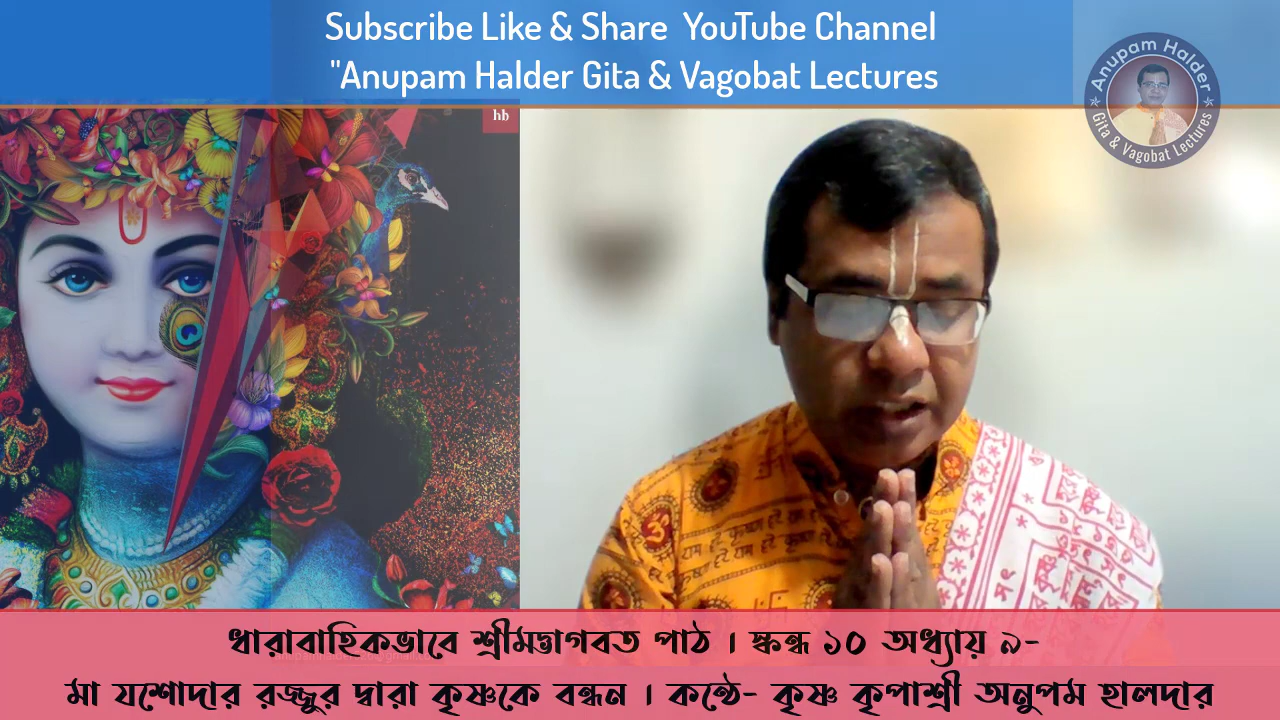 Subscribe Like & Share YouTube Channel
"Anupam Halder Gita & Vagobat Lectures
Anupam Halder
Gita & Vagobat Lectures
hb
ধারাবাহিকভাবে শ্রীমদ্ভাগবত পাঠ । স্কন্ধ ১০ অধ্যায় ৯-
মা যশোদার রজ্জুর দ্বারা কৃষ্ণকে বন্ধন । কন্ঠে- কৃষ্ণ কৃপাশ্রী অনুপম হালদার